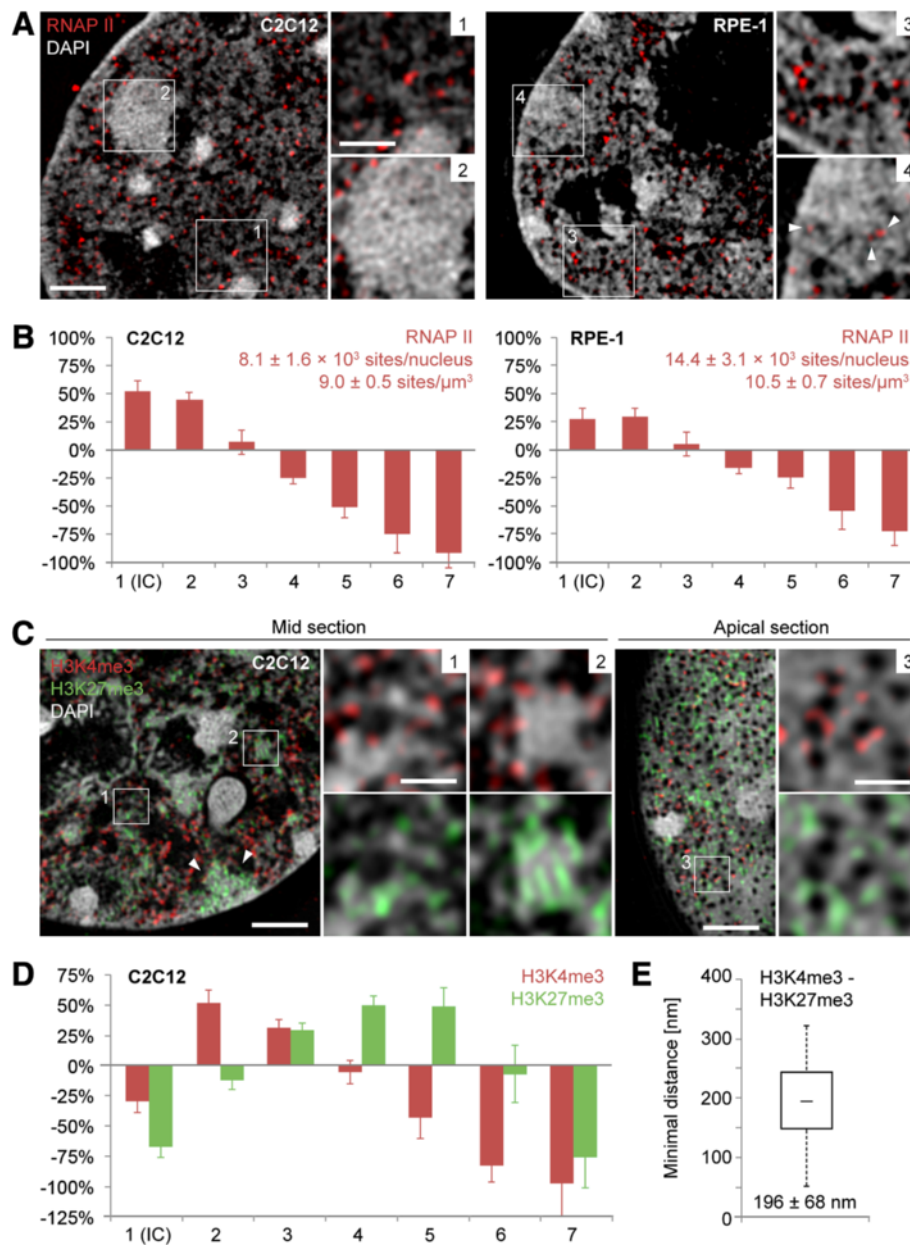 A
RNAP II
DAPI
C2C12
1
2
1
2
RPE-1
4
3
3
4
B
C2C12
RNAP II
8.1 ± 1.6 × 10³ sites/nucleus
9.0 ± 0.5 sites/µm³
100%
75%
50%
25%
0%
-25%
-50%
-75%
-100%
1 (IC) 2 3 4 5 6 7
RPE-1
RNAP II
14.4 ± 3.1 × 10³ sites/nucleus
10.5 ± 0.7 sites/µm³
100%
75%
50%
25%
0%
-25%
-50%
-75%
-100%
1 (IC) 2 3 4 5 6 7
C
Mid section
Apical section
H3K4me3
H3K27me3
DAPI
C2C12
1
2
1
2
3
3
D
C2C12
H3K4me3
H3K27me3
75%
50%
25%
0%
-25%
-50%
-75%
-100%
-125%
1 (IC) 2 3 4 5 6 7
E
H3K4me3 -
H3K27me3
Minimal distance [nm]
400
300
200
100
0
196 ± 68 nm